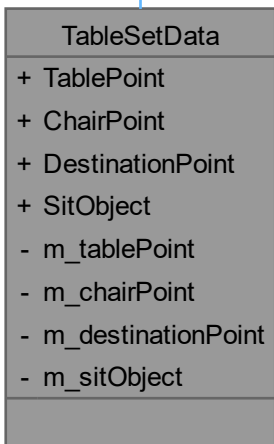 TableSetData
+ TablePoint
+ ChairPoint
+ DestinationPoint
+ SitObject
- m_tablePoint
- m_chairPoint
- m_destinationPoint
- m_sitObject